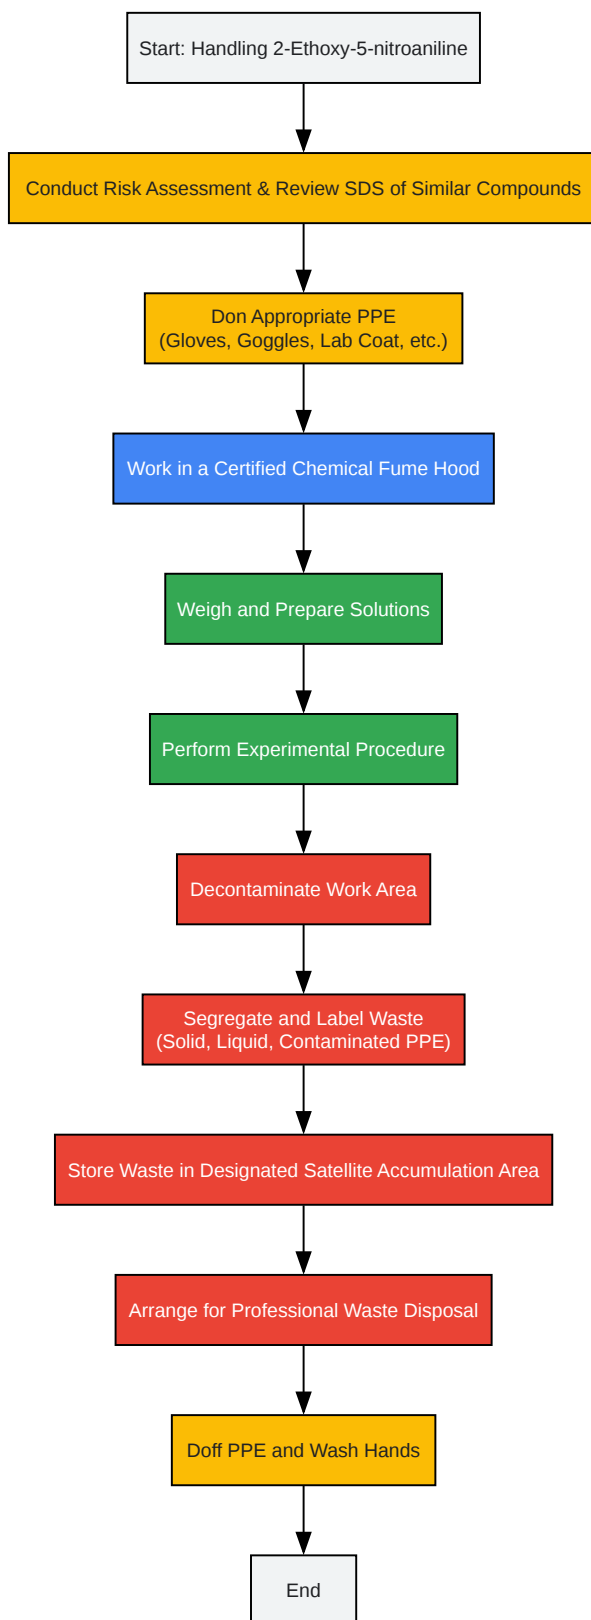 Start: Handling 2-Ethoxy-5-nitroaniline
Conduct Risk Assessment & Review SDS of Similar Compounds
Don Appropriate PPE
(Gloves, Goggles, Lab Coat, etc.)
Work in a Certified Chemical Fume Hood
Weigh and Prepare Solutions
Perform Experimental Procedure
Decontaminate Work Area
Segregate and Label Waste
(Solid, Liquid, Contaminated PPE)
Store Waste in Designated Satellite Accumulation Area
Arrange for Professional Waste Disposal
Doff PPE and Wash Hands
End